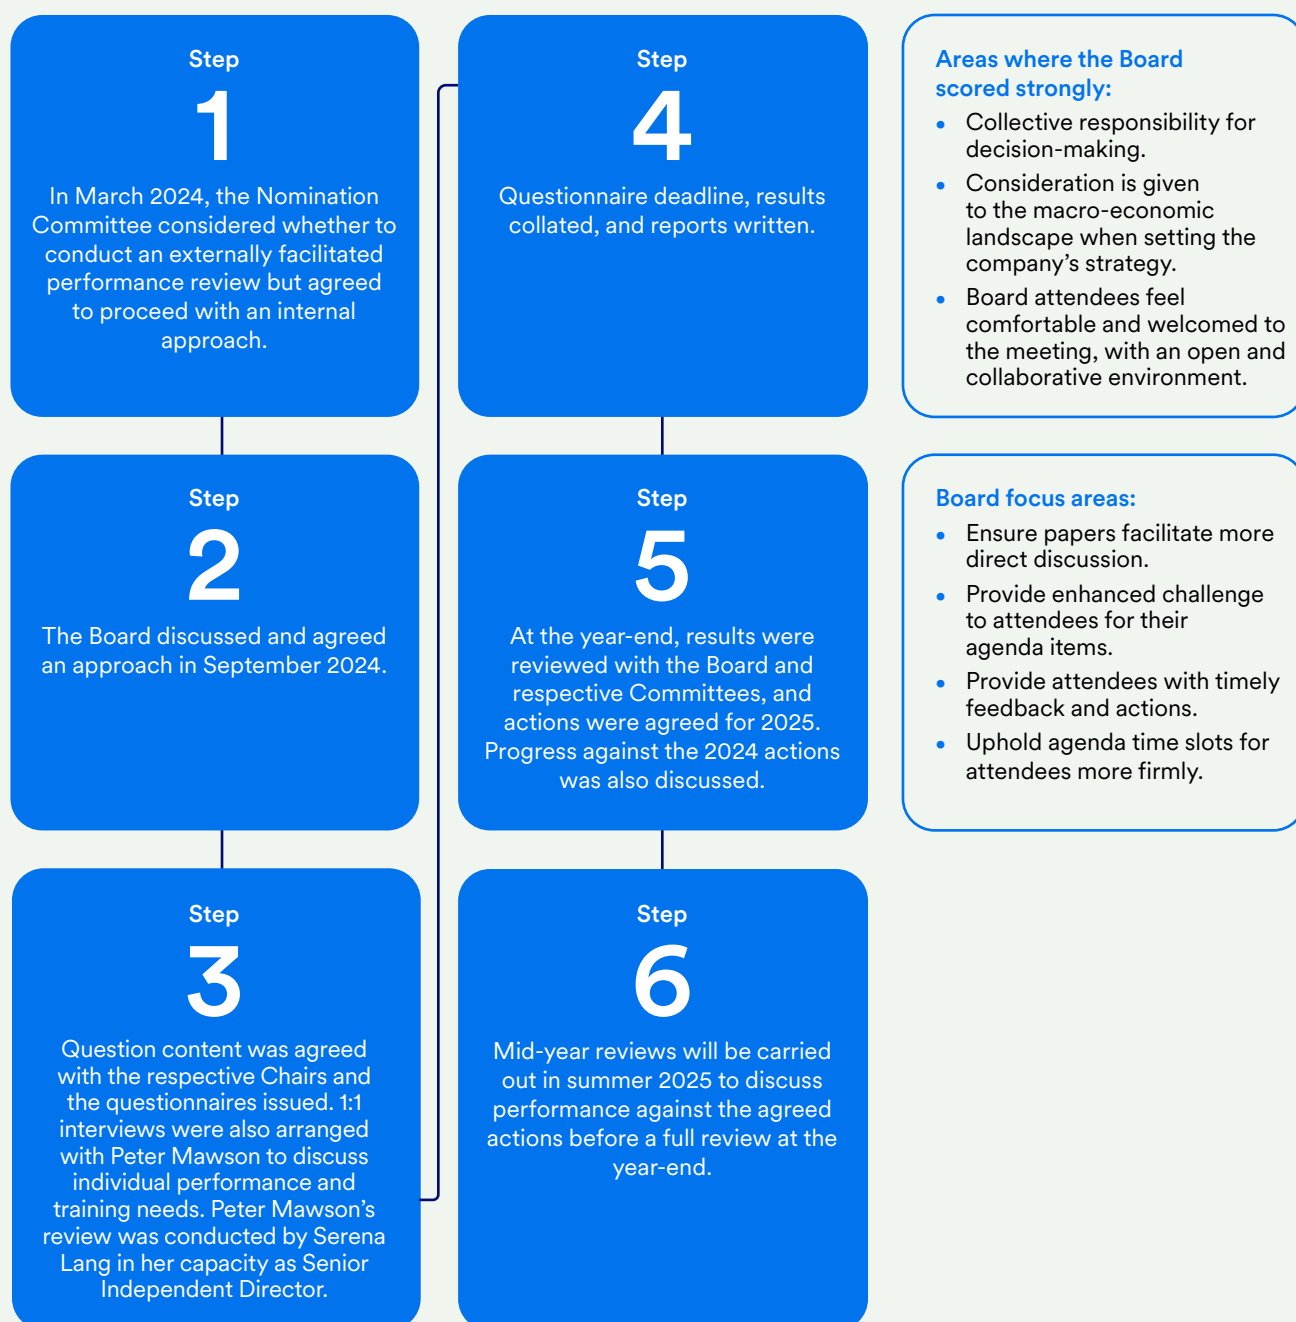 Step
1
In March 2024, the Nomination
Committee considered whether to
conduct an externally facilitated
performance review but agreed
to proceed with an internal
approach.
Step
2
The Board discussed and agreed
an approach in September 2024.
Step
3
Question content was agreed
with the respective Chairs and
the questionnaires issued. 1:1
interviews were also arranged
with Peter Mawson to discuss
individual performance and
training needs. Peter Mawson’s
review was conducted by Serena
Lang in her capacity as Senior
Independent Director.
Step
4
Questionnaire deadline, results
collated, and reports written.
Step
5
At the year-end, results were
reviewed with the Board and
respective Committees, and
actions were agreed for 2025.
Progress against the 2024 actions
was also discussed.
Step
6
Mid-year reviews will be carried
out in summer 2025 to discuss
performance against the agreed
actions before a full review at the
year-end.
Areas where the Board
scored strongly:
• Collective responsibility for
decision-making.
• Consideration is given
to the macro-economic
landscape when setting the
company’s strategy.
• Board attendees feel
comfortable and welcomed to
the meeting, with an open and
collaborative environment.
Board focus areas:
• Ensure papers facilitate more
direct discussion.
• Provide enhanced challenge
to attendees for their
agenda items.
• Provide attendees with timely
feedback and actions.
• Uphold agenda time slots for
attendees more firmly.